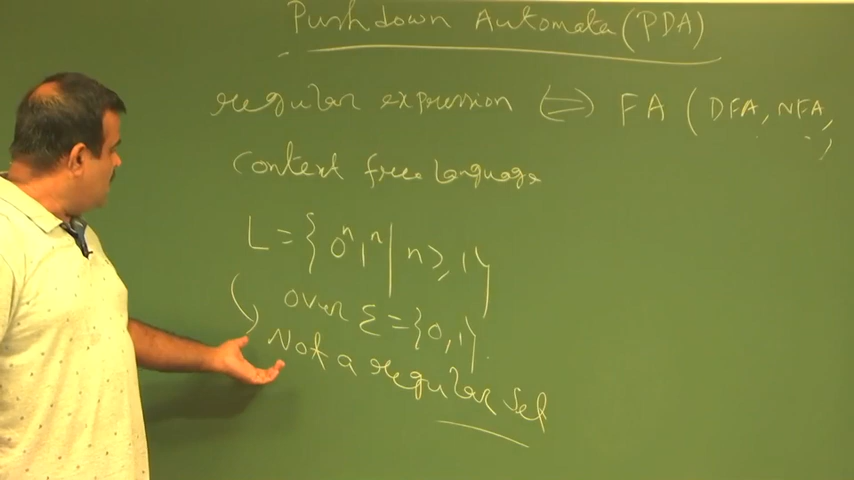 Pushdown Automata (PDA)
regular expression ⇔ FA (DFA, NFA,
Context free Language
L = { 0ⁿ1ⁿ | n ≥ 1 }
over Σ = {0, 1}.
Not a regular set